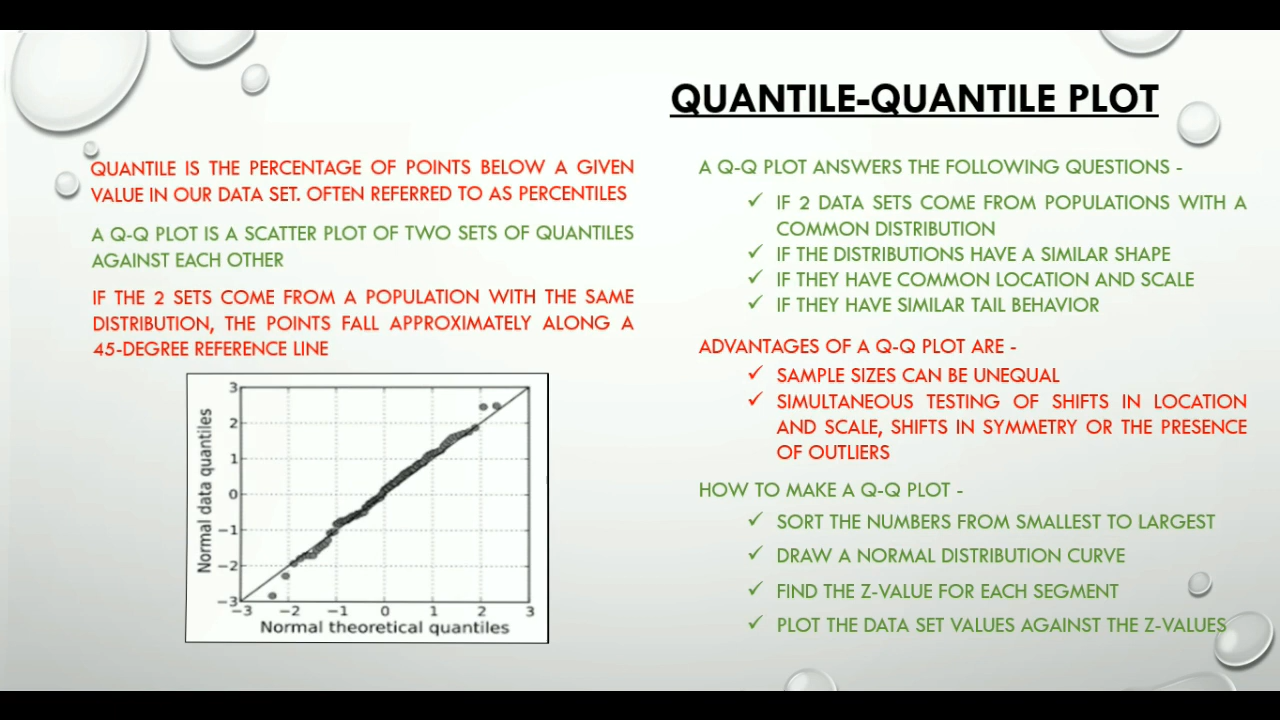 QUANTILE-QUANTILE PLOT
QUANTILE IS THE PERCENTAGE OF POINTS BELOW A GIVEN
VALUE IN OUR DATA SET. OFTEN REFERRED TO AS PERCENTILES
A Q-Q PLOT IS A SCATTER PLOT OF TWO SETS OF QUANTILES
AGAINST EACH OTHER
IF THE 2 SETS COME FROM A POPULATION WITH THE SAME
DISTRIBUTION, THE POINTS FALL APPROXIMATELY ALONG A
45-DEGREE REFERENCE LINE
Normal data quantiles
3
2
1
0
−1
−2
−3
−3 −2 −1 0 1 2 3
Normal theoretical quantiles
A Q-Q PLOT ANSWERS THE FOLLOWING QUESTIONS -
✓ IF 2 DATA SETS COME FROM POPULATIONS WITH A
COMMON DISTRIBUTION
✓ IF THE DISTRIBUTIONS HAVE A SIMILAR SHAPE
✓ IF THEY HAVE COMMON LOCATION AND SCALE
✓ IF THEY HAVE SIMILAR TAIL BEHAVIOR
ADVANTAGES OF A Q-Q PLOT ARE -
✓ SAMPLE SIZES CAN BE UNEQUAL
✓ SIMULTANEOUS TESTING OF SHIFTS IN LOCATION
AND SCALE, SHIFTS IN SYMMETRY OR THE PRESENCE
OF OUTLIERS
HOW TO MAKE A Q-Q PLOT -
✓ SORT THE NUMBERS FROM SMALLEST TO LARGEST
✓ DRAW A NORMAL DISTRIBUTION CURVE
✓ FIND THE Z-VALUE FOR EACH SEGMENT
✓ PLOT THE DATA SET VALUES AGAINST THE Z-VALUES